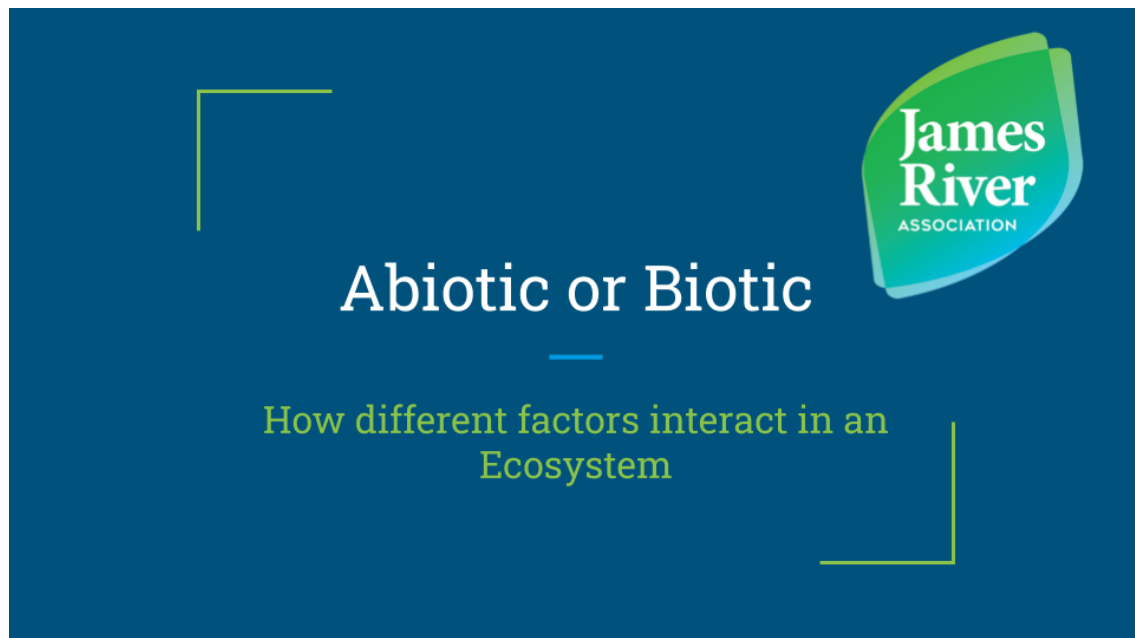 James
River
ASSOCIATION
Abiotic or Biotic
How different factors interact in an
Ecosystem